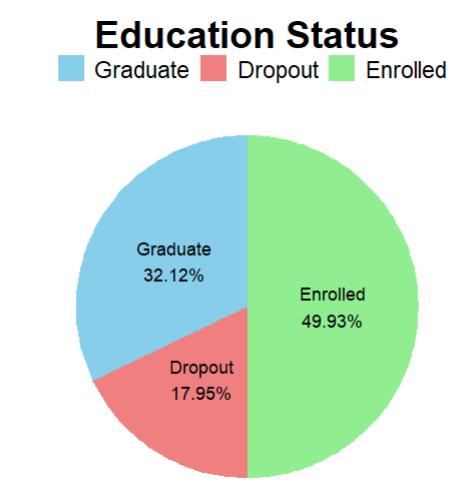 Education Status
Graduate Dropout Enrolled
Graduate
32.12%
Enrolled
49.93%
Dropout
17.95%